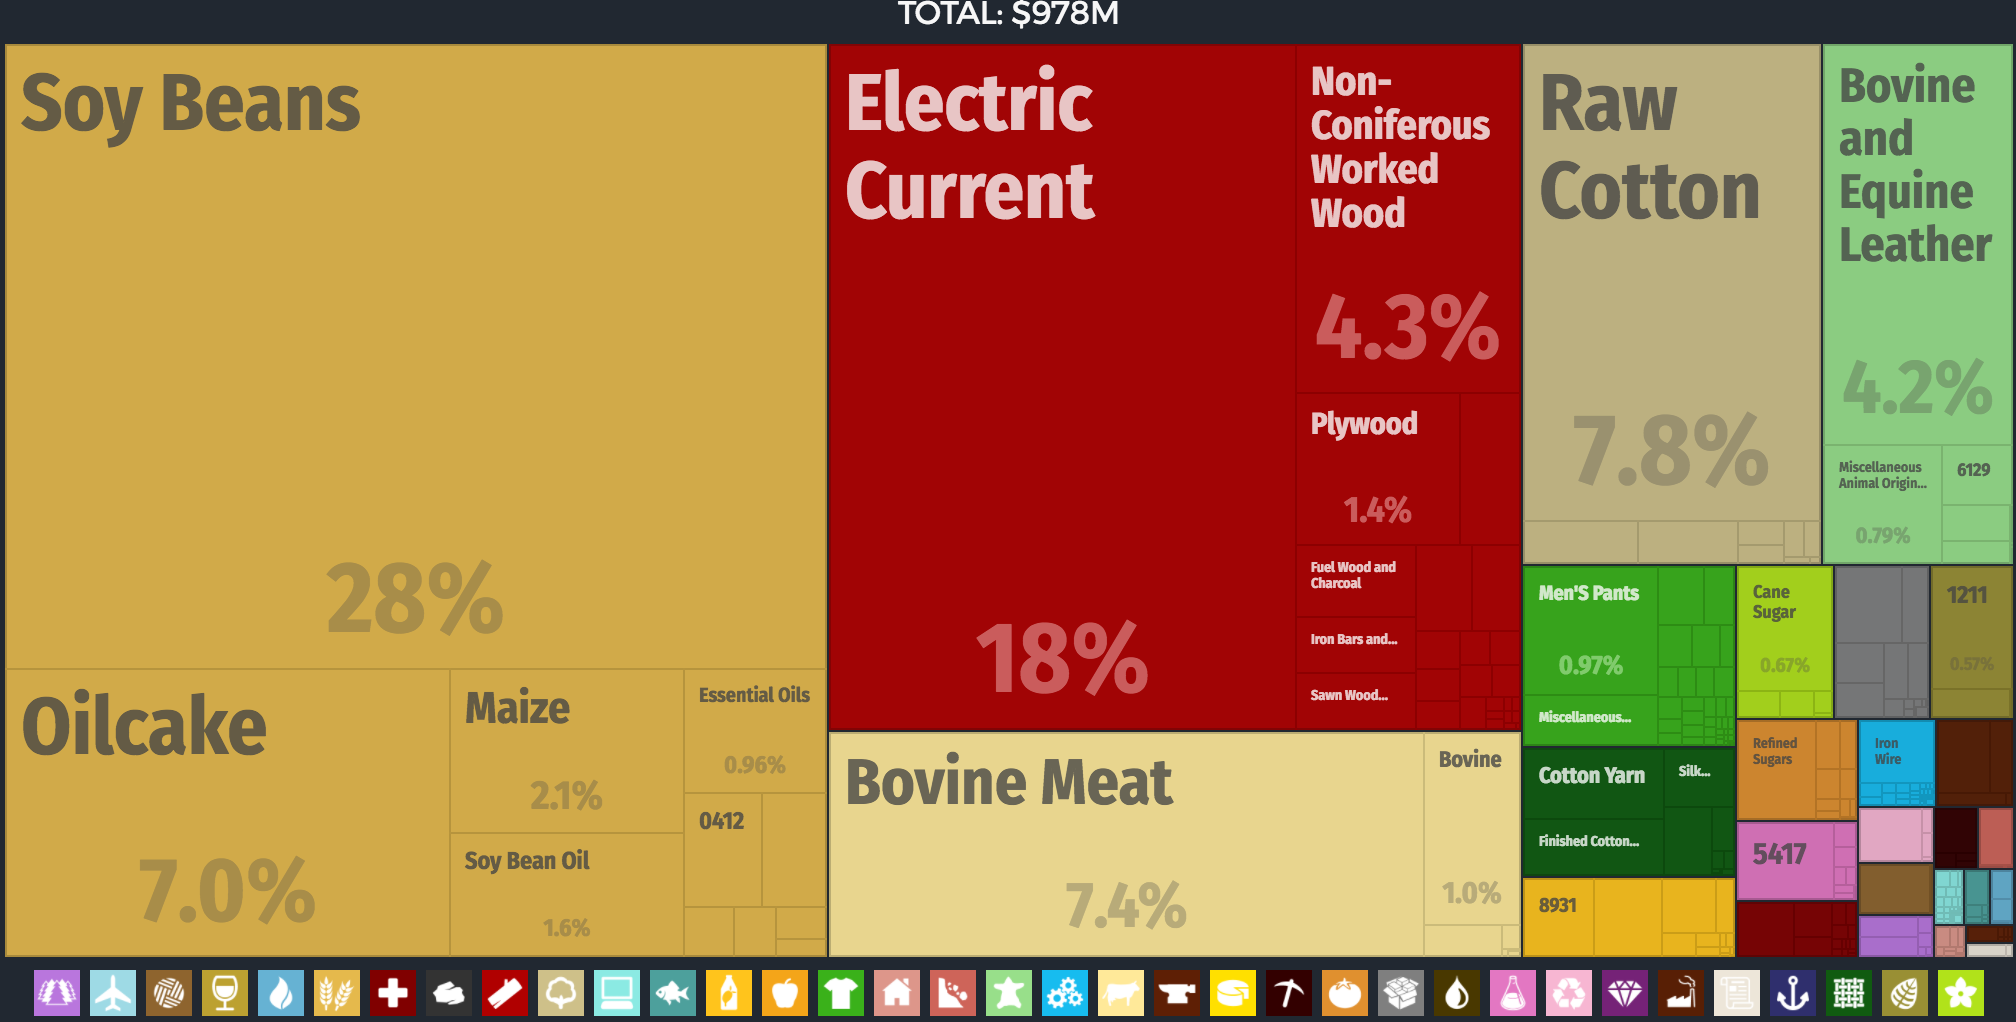 TOTAL: $978M
Soy Beans
28%
Oilcake
7.0%
Maize
2.1%
Soy Bean Oil
1.6%
Essential Oils
0.96%
0412
Electric
Current
18%
Non-
Coniferous
Worked
Wood
4.3%
Plywood
1.4%
Fuel Wood and
Charcoal
Iron Bars and...
Sawn Wood...
Bovine Meat
7.4%
Bovine
1.0%
Raw
Cotton
7.8%
Bovine
and
Equine
Leather
4.2%
Miscellaneous
Animal Origin...
0.79%
6129
Men'S Pants
0.97%
Miscellaneous...
Cane
Sugar
0.67%
1211
0.57%
Cotton Yarn
Silk...
Finished Cotton...
8931
Refined
Sugars
Iron
Wire
5417